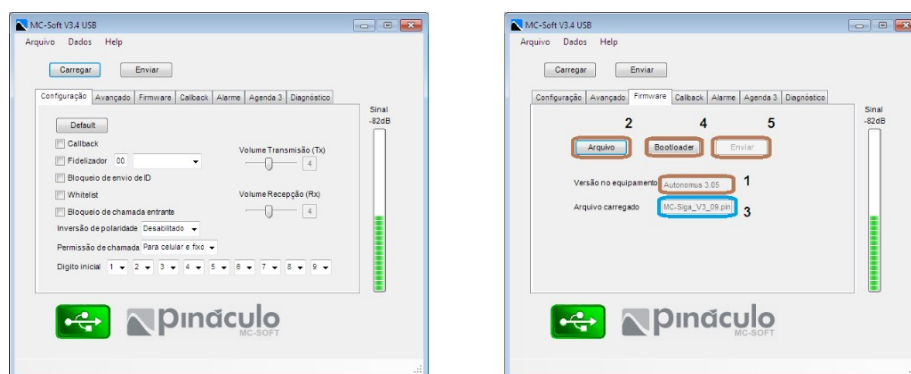 MC-Soft V3.4 USB
Arquivo Dados Help
Carregar Enviar
Configuração Avançado Firmware Callback Alarme Agenda 3 Diagnóstico
Sinal
-82dB
Default
Callback
Fidelizador 00
Bloqueio de envio de ID
Whitelist
Bloqueio de chamada entrante
Inversão de polaridade Desabilitado
Permissão de chamada Para celular e fixo
Digito inicial 1 2 3 4 5 6 7 8 9
Volume Transmissão (Tx)
4
Volume Recepção (Rx)
4
pináculo
MC-SOFT
MC-Soft V3.4 USB
Arquivo Dados Help
Carregar Enviar
Configuração Avançado Firmware Callback Alarme Agenda 3 Diagnóstico
Sinal
-82dB
2 4 5
Arquivo Bootloader Enviar
Versão no equipamento Autonomus 3.05 1
Arquivo carregado MC-Siga_V3_09.pin 3
pináculo
MC-SOFT